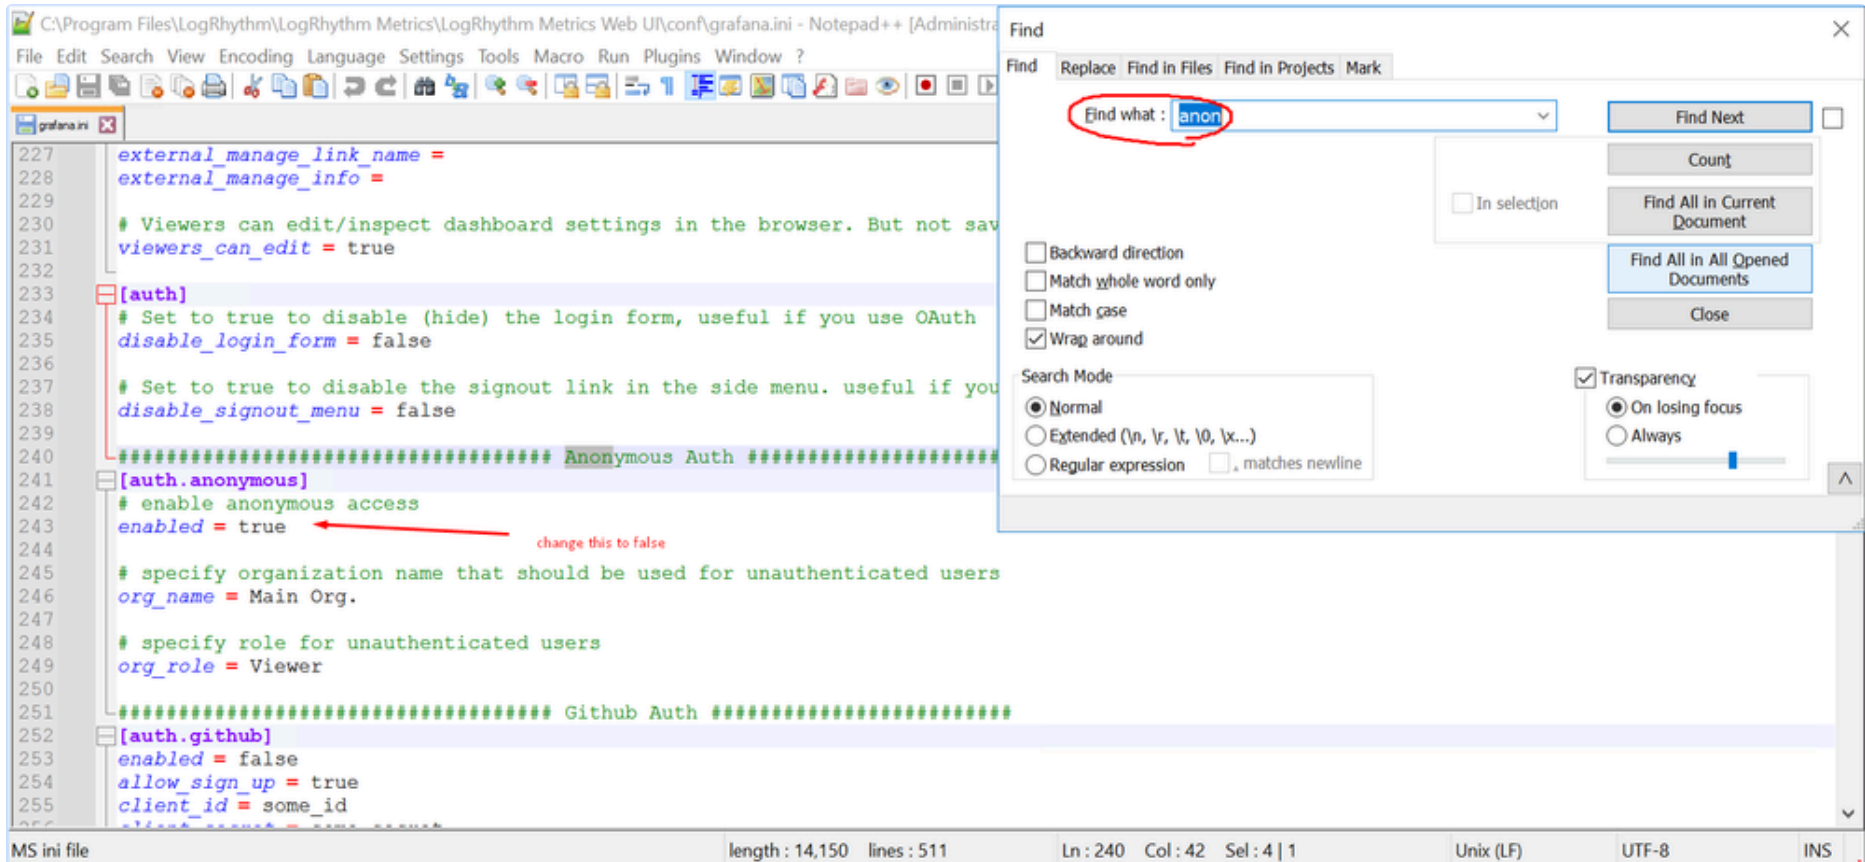 C:\Program Files\LogRhythm\LogRhythm Metrics\LogRhythm Metrics Web UI\conf\grafana.ini - Notepad++ [Administra
File Edit Search View Encoding Language Settings Tools Macro Run Plugins Window ?
grafana.ini
227 external_manage_link_name =
228 external_manage_info =
229
230 # Viewers can edit/inspect dashboard settings in the browser. But not sav
231 viewers_can_edit = true
232
233 [auth]
234 # Set to true to disable (hide) the login form, useful if you use OAuth
235 disable_login_form = false
236
237 # Set to true to disable the signout link in the side menu. useful if you
238 disable_signout_menu = false
239
240 #################################### Anonymous Auth #####################
241 [auth.anonymous]
242 # enable anonymous access
243 enabled = true
change this to false
244
245 # specify organization name that should be used for unauthenticated users
246 org_name = Main Org.
247
248 # specify role for unauthenticated users
249 org_role = Viewer
250
251 #################################### Github Auth #########################
252 [auth.github]
253 enabled = false
254 allow_sign_up = true
255 client_id = some_id
MS ini file
length : 14,150 lines : 511
Ln : 240 Col : 42 Sel : 4 | 1
Unix (LF)
UTF-8
INS
Find
Find Replace Find in Files Find in Projects Mark
Find what : anon
Find Next
Count
In selection
Find All in Current
Document
Find All in All Opened
Documents
Close
Backward direction
Match whole word only
Match case
Wrap around
Search Mode
Normal
Extended (\n, \r, \t, \0, \x...)
Regular expression
. matches newline
Transparency
On losing focus
Always